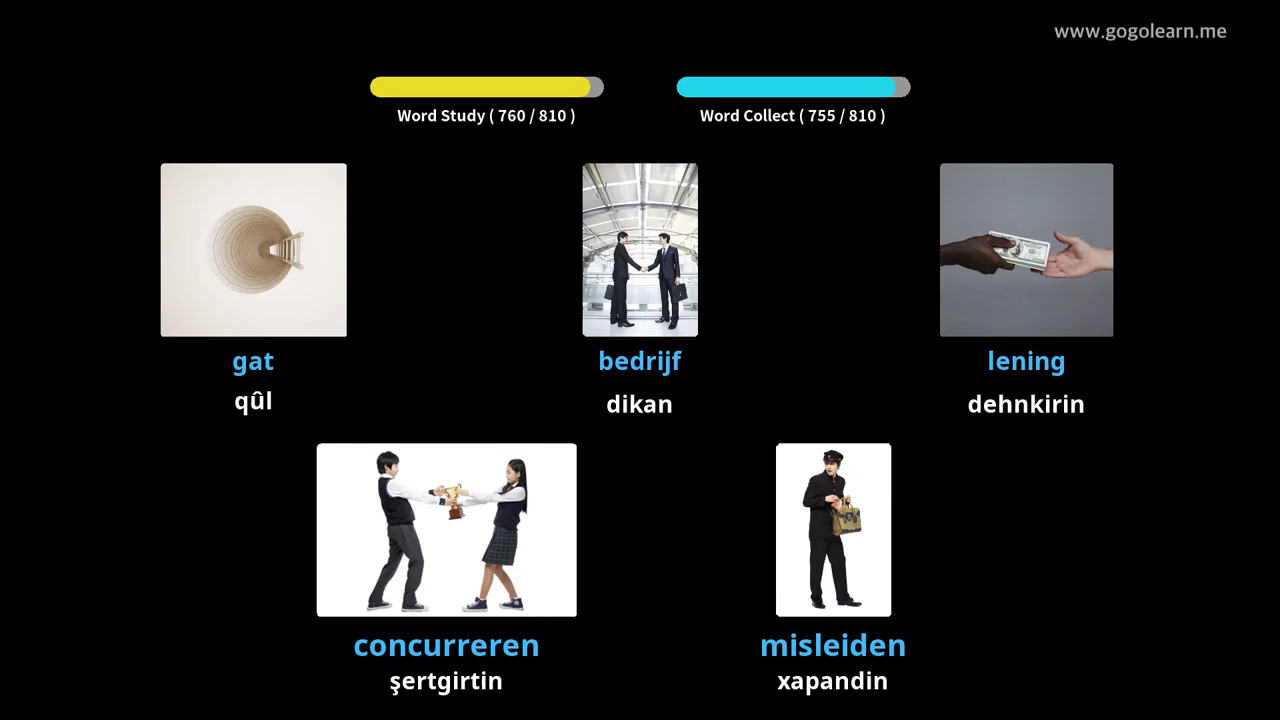 www.gogolearn.me
Word Study ( 760 / 810 )
Word Collect ( 755 / 810 )
gat
bedrijf
lening
qûl
dikan
dehnkirin
concurreren
misleiden
şertgirtin
xapandin